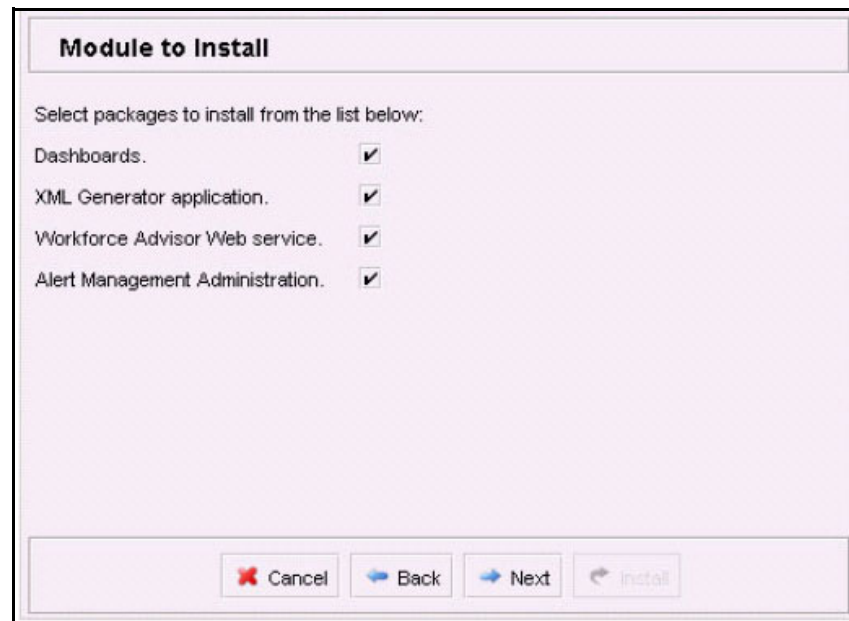 Module to Install
Select packages to install from the list below:
Dashboards.
XML Generator application.
Workforce Advisor Web service.
Alert Management Administration.
Cancel Back Next Install